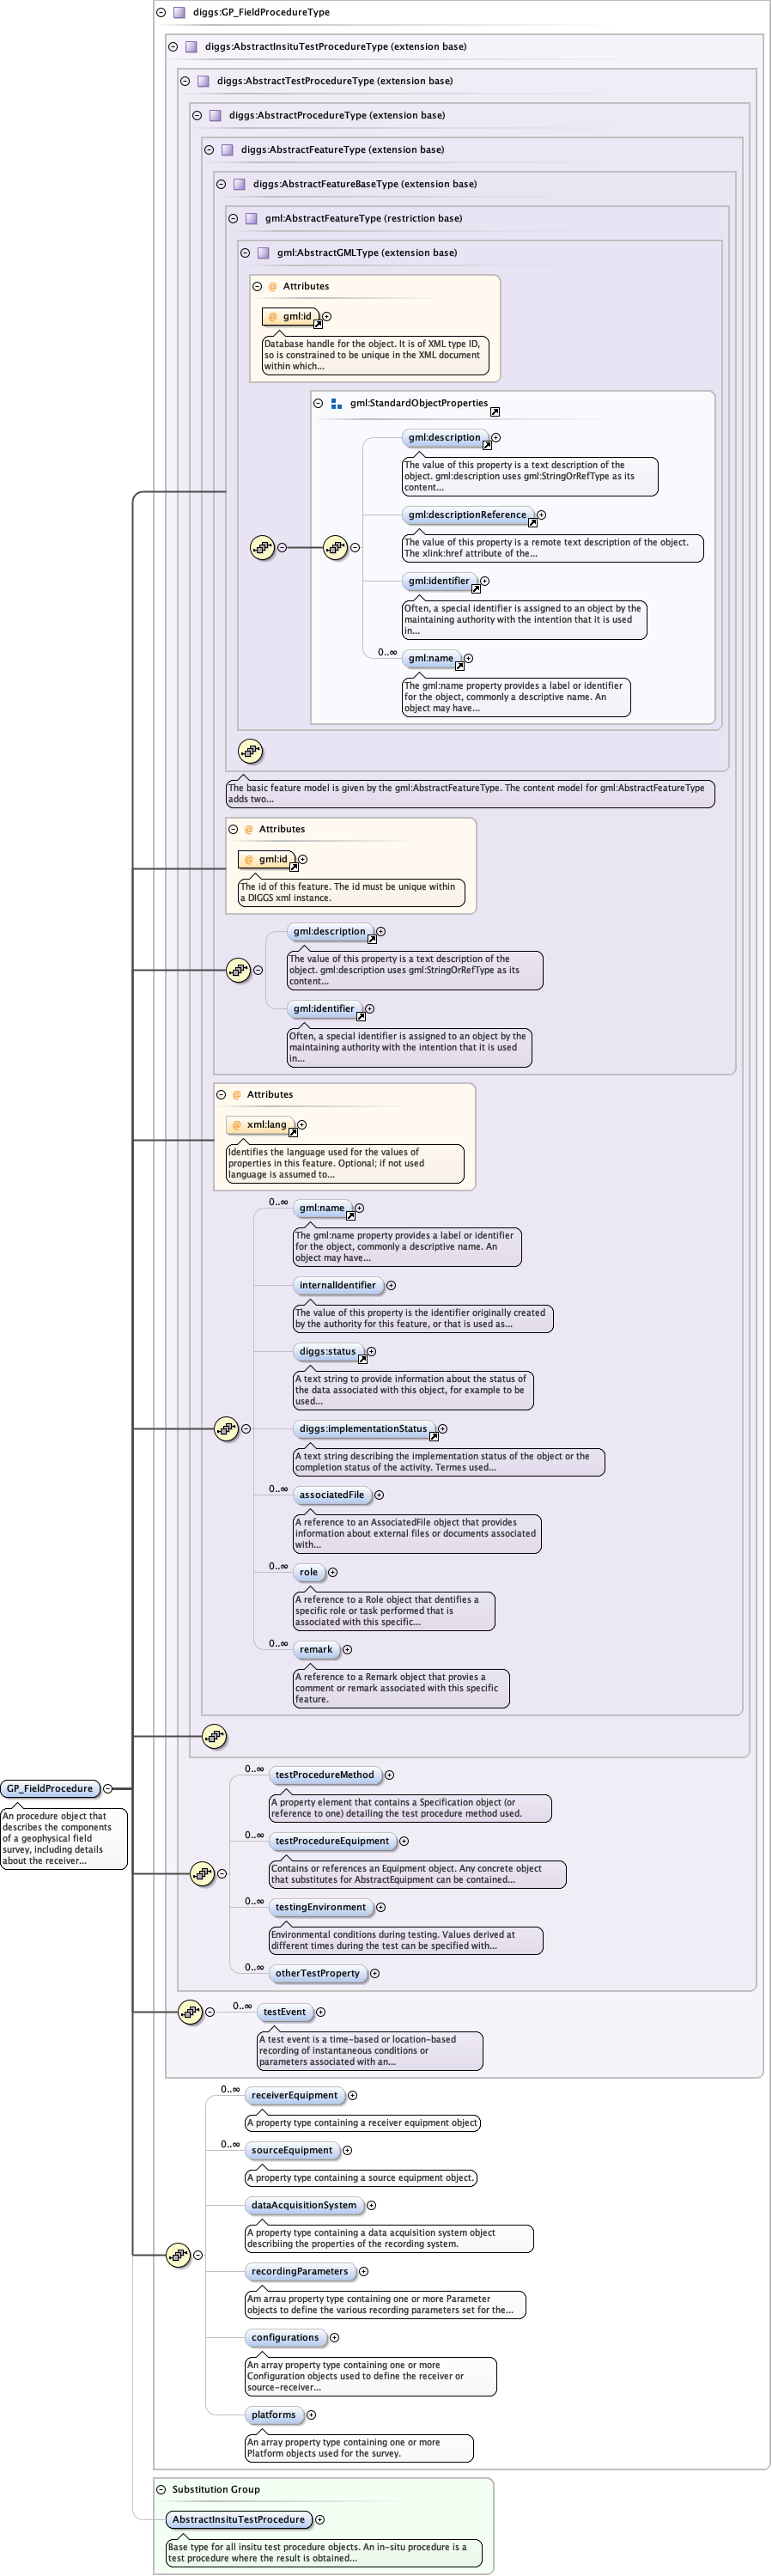 diggs:GP_FieldProcedureType
diggs:AbstractInsituTestProcedureType (extension base)
diggs:AbstractTestProcedureType (extension base)
diggs:AbstractProcedureType (extension base)
diggs:AbstractFeatureType (extension base)
diggs:AbstractFeatureBaseType (extension base)
gml:AbstractFeatureType (restriction base)
gml:AbstractGMLType (extension base)
@ Attributes
@ gml:id
Database handle for the object. It is of XML type ID,
so is constrained to be unique in the XML document
within which...
gml:StandardObjectProperties
gml:description
The value of this property is a text description of the
object. gml:description uses gml:StringOrRefType as its
content...
gml:descriptionReference
The value of this property is a remote text description of the object.
The xlink:href attribute of the...
gml:identifier
Often, a special identifier is assigned to an object by the
maintaining authority with the intention that it is used
in...
0..∞
gml:name
The gml:name property provides a label or identifier
for the object, commonly a descriptive name. An
object may have...
The basic feature model is given by the gml:AbstractFeatureType. The content model for gml:AbstractFeatureType
adds two...
@ Attributes
@ gml:id
The id of this feature. The id must be unique within
a DIGGS xml instance.
gml:description
The value of this property is a text description of the
object. gml:description uses gml:StringOrRefType as its
content...
gml:identifier
Often, a special identifier is assigned to an object by the
maintaining authority with the intention that it is used
in...
@ Attributes
@ xml:lang
Identifies the language used for the values of
properties in this feature. Optional; if not used
language is assumed to...
0..∞
gml:name
The gml:name property provides a label or identifier
for the object, commonly a descriptive name. An
object may have...
internalIdentifier
The value of this property is the identifier originally created
by the authority for this feature, or that is used as...
diggs:status
A text string to provide information about the status of
the data associated with this object, for example to be
used...
diggs:implementationStatus
A text string describing the implementation status of the object or the
completion status of the activity. Termes used...
0..∞
associatedFile
A reference to an AssociatedFile object that provides
information about external files or documents associated
with...
0..∞
role
A reference to a Role object that dentifies a
specific role or task performed that is
associated with this specific...
0..∞
remark
A reference to a Remark object that provies a
comment or remark associated with this specific
feature.
GP_FieldProcedure
An procedure object that
describes the components
of a geophysical field
survey, including details
about the receiver...
0..∞
testProcedureMethod
A property element that contains a Specification object (or
reference to one) detailing the test procedure method used.
0..∞
testProcedureEquipment
Contains or references an Equipment object. Any concrete object
that substitutes for AbstractEquipment can be contained...
0..∞
testingEnvironment
Environmental conditions during testing. Values derived at
different times during the test can be specified with...
0..∞
otherTestProperty
0..∞
testEvent
A test event is a time-based or location-based
recording of instantaneous conditions or
parameters associated with an...
0..∞
receiverEquipment
A property type containing a receiver equipment object
0..∞
sourceEquipment
A property type containing a source equipment object.
dataAcquisitionSystem
A property type containing a data acquisition system object
describiing the properties of the recording system.
recordingParameters
Am arrau property type containing one or more Parameter
objects to define the various recording parameters set for the...
configurations
An array property type containing one or more
Configuration objects used to define the receiver or
source-receiver...
platforms
An array property type containing one or more
Platform objects used for the survey.
Substitution Group
AbstractInsituTestProcedure
Base type for all insitu test procedure objects. An in-situ procedure is a
test procedure where the result is obtained...